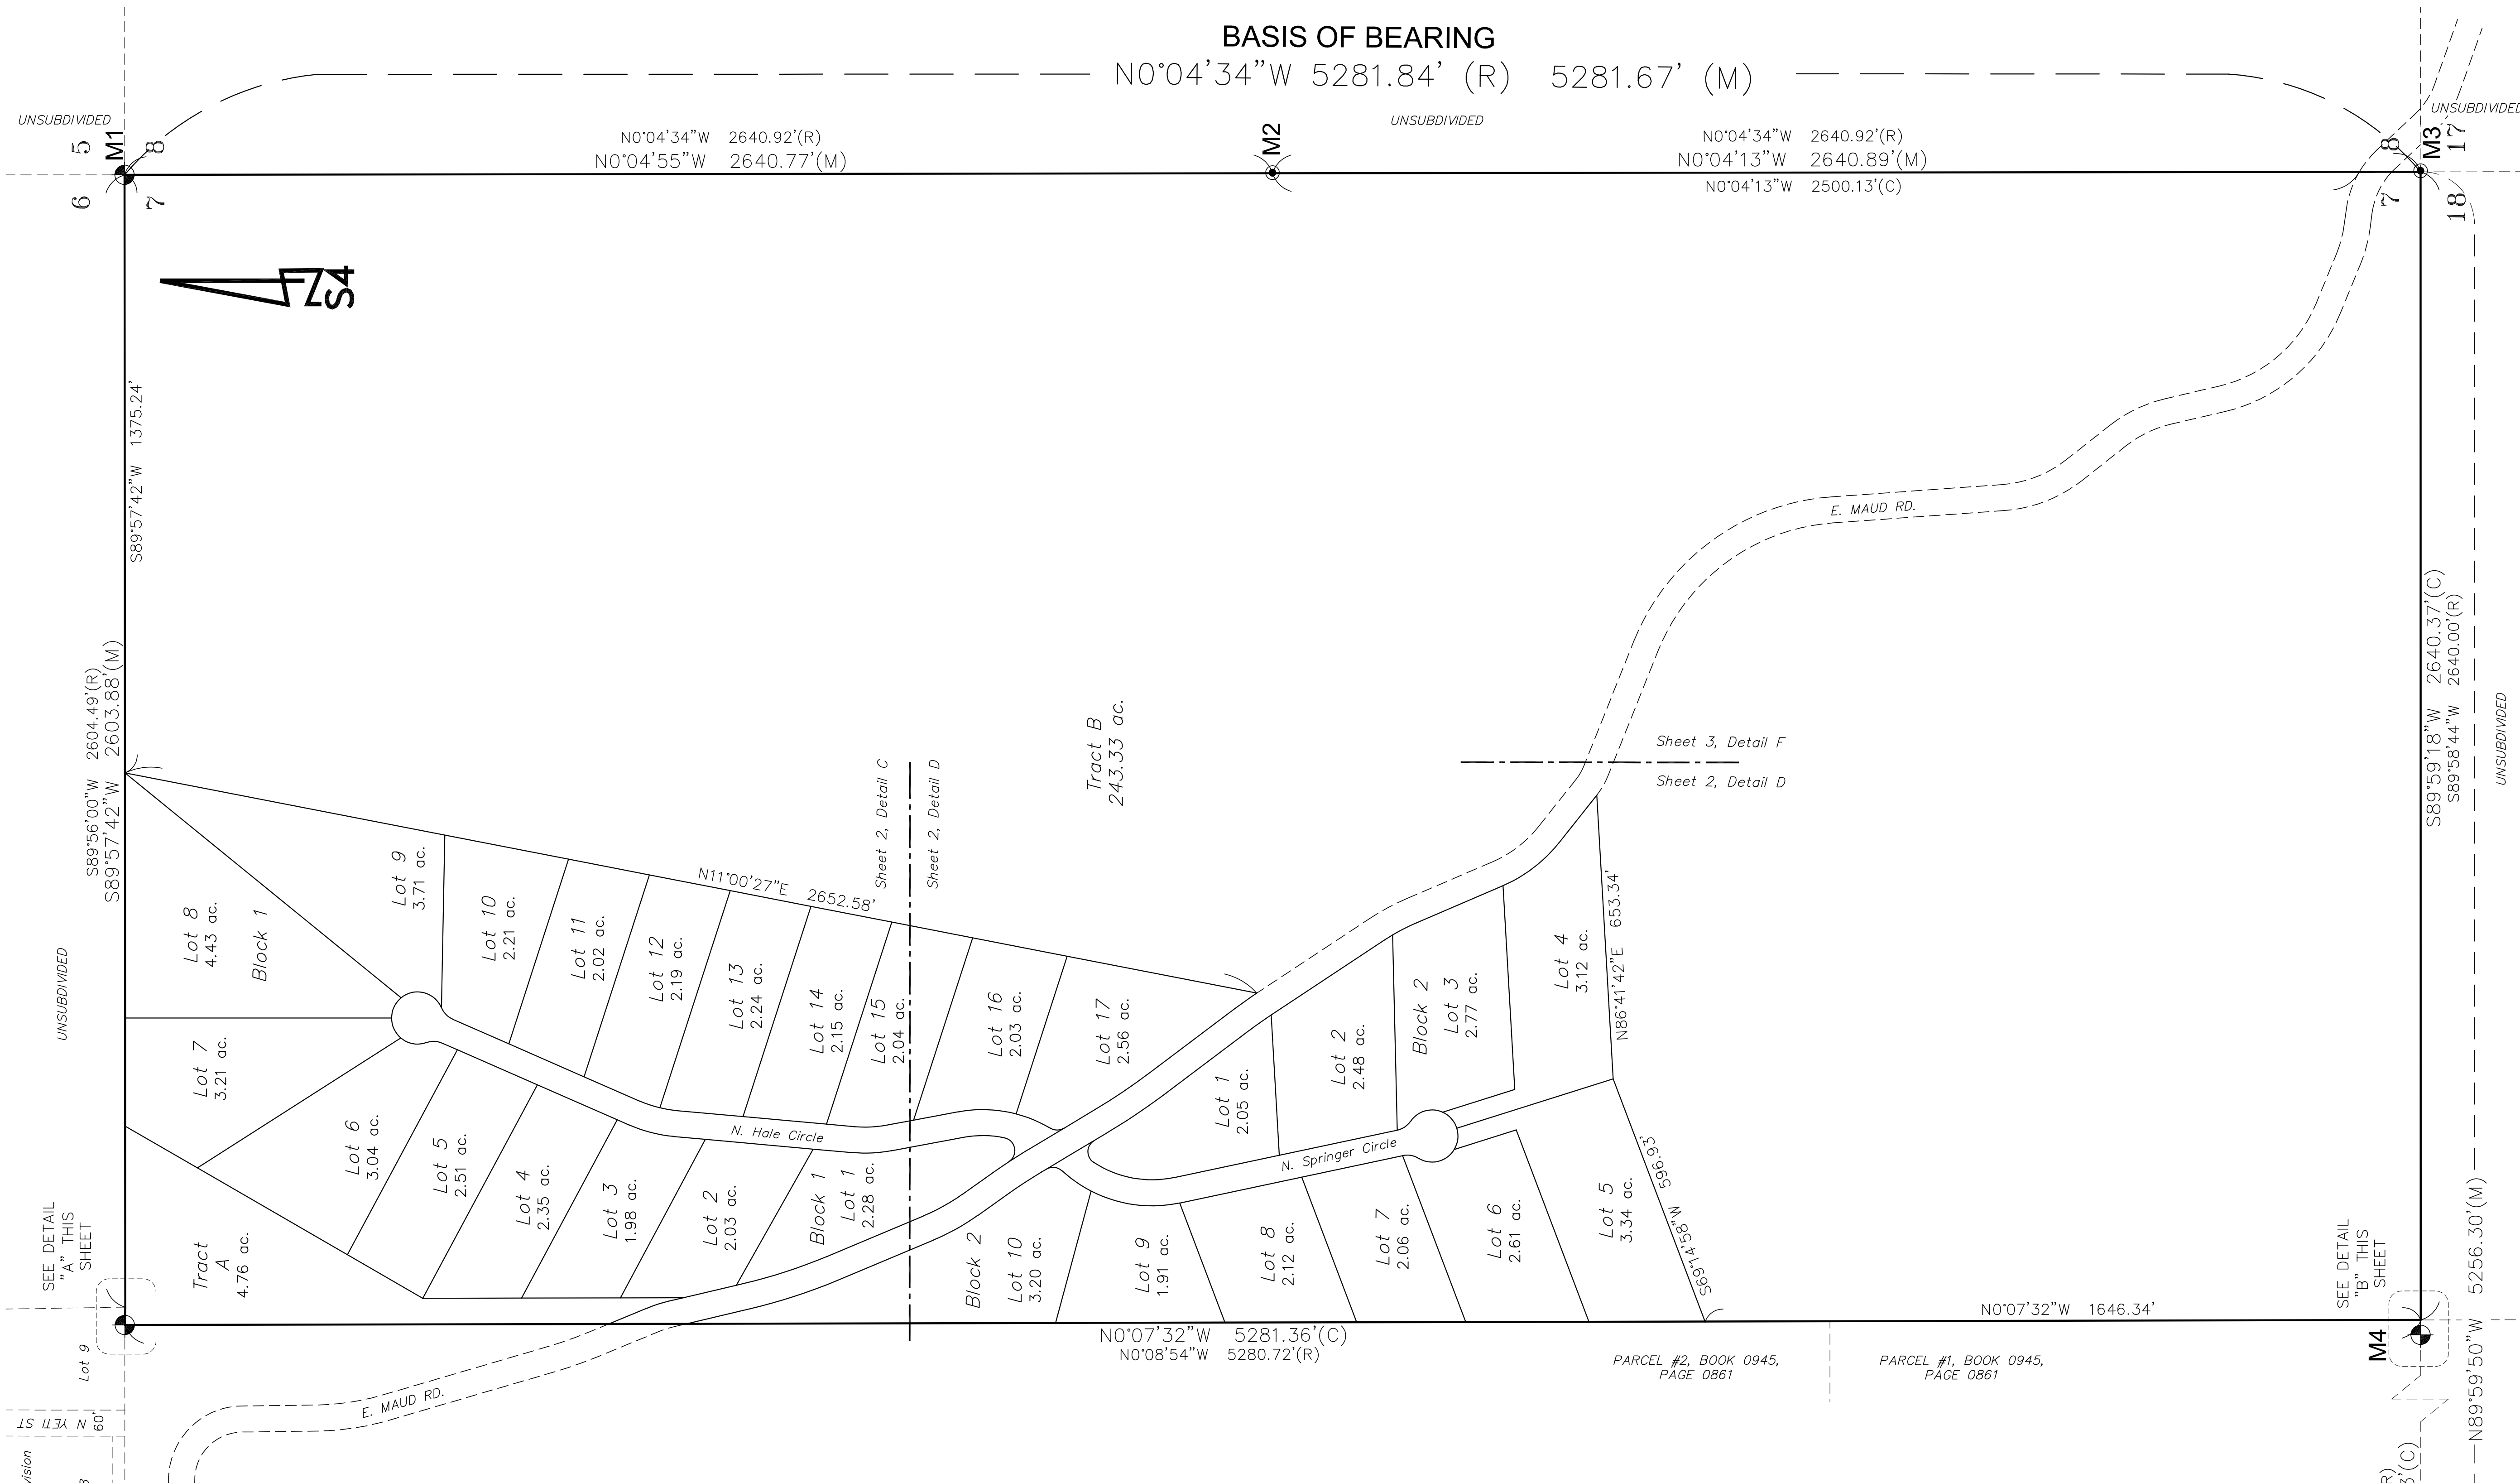 BASIS OF BEARING
N0°04'34"W 5281.84' (R) 5281.67' (M)
UNSUBDIVIDED
UNSUBDIVIDED
UNSUBDIVIDED
5
M1
8
6
7
N0°04'34"W 2640.92'(R)
N0°04'55"W 2640.77'(M)
M2
N0°04'34"W 2640.92'(R)
N0°04'13"W 2640.89'(M)
N0°04'13"W 2500.13'(C)
8
M3
17
7
18
N
S4
S89°57'42"W 1375.24'
S89°56'00"W 2604.49'(R)
S89°57'42"W 2603.88'(M)
E. MAUD RD.
S89°59'18"W 2640.37'(C)
S89°58'44"W 2640.00'(R)
UNSUBDIVIDED
Tract B
243.33 ac.
Sheet 2, Detail C
Sheet 2, Detail D
Sheet 3, Detail F
Sheet 2, Detail D
N11°00'27"E 2652.58'
UNSUBDIVIDED
Lot 8
4.43 ac.
Block 1
Lot 9
3.71 ac.
Lot 10
2.21 ac.
Lot 11
2.02 ac.
Lot 12
2.19 ac.
Lot 13
2.24 ac.
Lot 14
2.15 ac.
Lot 15
2.04 ac.
Lot 16
2.03 ac.
Lot 17
2.56 ac.
Lot 1
2.05 ac.
Lot 2
2.48 ac.
Block 2
Lot 3
2.77 ac.
Lot 4
3.12 ac.
N86°41'42"E 653.34'
Lot 7
3.21 ac.
Lot 6
3.04 ac.
Lot 5
2.51 ac.
Lot 4
2.35 ac.
Lot 3
1.98 ac.
Lot 2
2.03 ac.
Block 1
Lot 1
2.28 ac.
N. Hale Circle
N. Springer Circle
Block 2
Lot 10
3.20 ac.
Lot 9
1.91 ac.
Lot 8
2.12 ac.
Lot 7
2.06 ac.
Lot 6
2.61 ac.
Lot 5
3.34 ac.
S69°14'58"W 596.93'
SEE DETAIL
"A" THIS
SHEET
Tract
A
4.76 ac.
SEE DETAIL
"B" THIS
SHEET
N0°07'32"W 1646.34'
N0°07'32"W 5281.36'(C)
N0°08'54"W 5280.72'(R)
M4
N89°59'50"W 5256.30'(M)
Lot 9
PARCEL #2, BOOK 0945,
PAGE 0861
PARCEL #1, BOOK 0945,
PAGE 0861
E. MAUD RD.
N YETI ST
60'